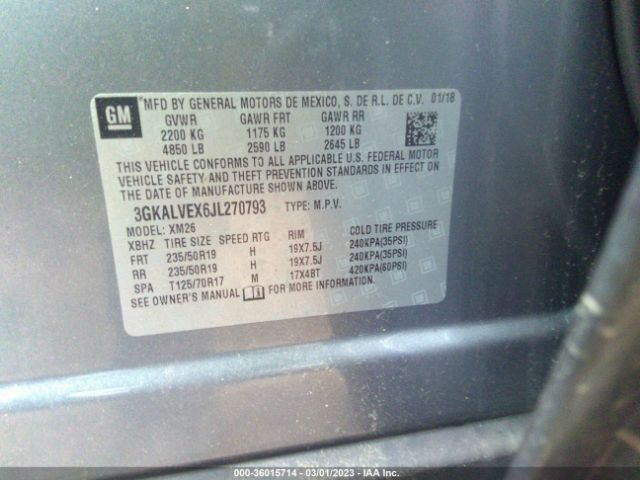 GM
MFD BY GENERAL MOTORS DE MEXICO, S. DE R.L. DE C.V. 01/18
GVWR GAWR FRT GAWR RR
2200 KG 1175 KG 1200 KG
4850 LB 2590 LB 2645 LB
THIS VEHICLE CONFORMS TO ALL APPLICABLE U.S. FEDERAL MOTOR
VEHICLE SAFETY AND THEFT PREVENTION STANDARDS IN EFFECT ON
THE DATE OF MANUFACTURE SHOWN ABOVE.
3GKALVEX6JL270793 TYPE: M.P.V.
MODEL: XM26
XBHZ TIRE SIZE SPEED RTG RIM COLD TIRE PRESSURE
FRT 235/50R19 H 19X7.5J 240KPA(35PSI)
RR 235/50R19 H 19X7.5J 240KPA(35PSI)
SPA T125/70R17 M 17X4BT 420KPA(60PSI)
SEE OWNER'S MANUAL FOR MORE INFORMATION.
000-36015714 - 03/01/2023 - IAA Inc.